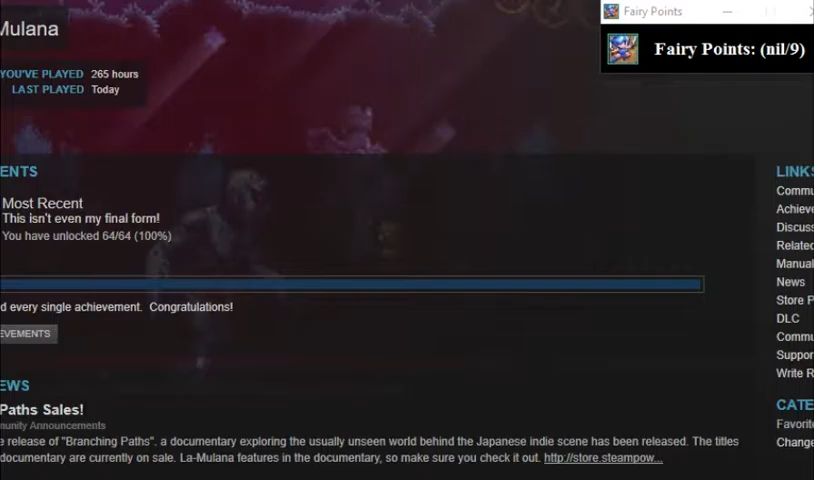 Mulana
Fairy Points
Fairy Points: (nil/9)
YOU'VE PLAYED 265 hours
LAST PLAYED Today
ENTS
Most Recent
This isn't even my final form!
You have unlocked 64/64 (100%)
d every single achievement. Congratulations!
EVEMENTS
EWS
Paths Sales!
munity Announcements
e release of "Branching Paths". a documentary exploring the usually unseen world behind the Japanese indie scene has been released. The titles
documentary are currently on sale. La-Mulana features in the documentary, so make sure you check it out. http://store.steampow...
LINKS
Commu
Achieve
Discuss
Related
Manual
News
Store P
DLC
Commu
Suppor
Write R
CATE
Favorite
Change